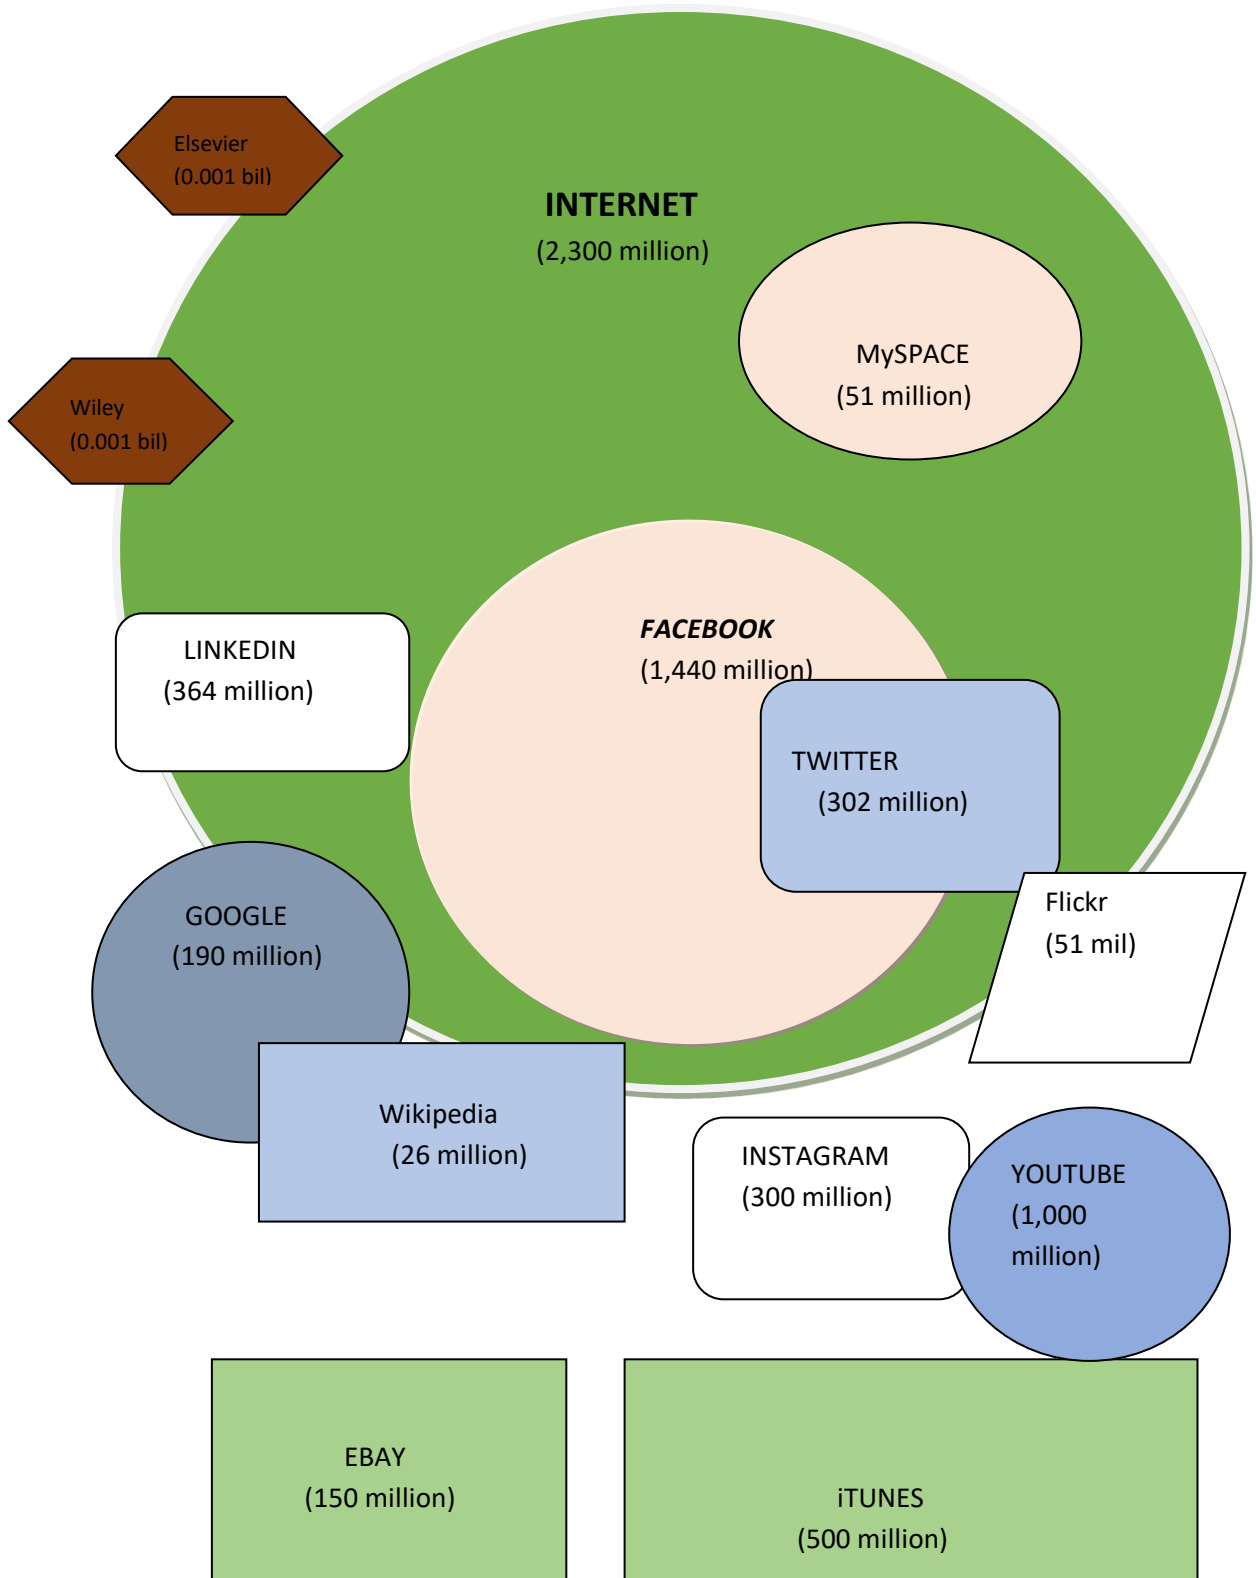 Elsevier
(0.001 bil)
INTERNET
(2,300 million)
MySPACE
(51 million)
Wiley
(0.001 bil)
FACEBOOK
(1,440 million)
LINKEDIN
(364 million)
TWITTER
(302 million)
GOOGLE
(190 million)
Flickr
(51 mil)
Wikipedia
(26 million)
INSTAGRAM
(300 million)
YOUTUBE
(1,000
million)
EBAY
(150 million)
iTUNES
(500 million)